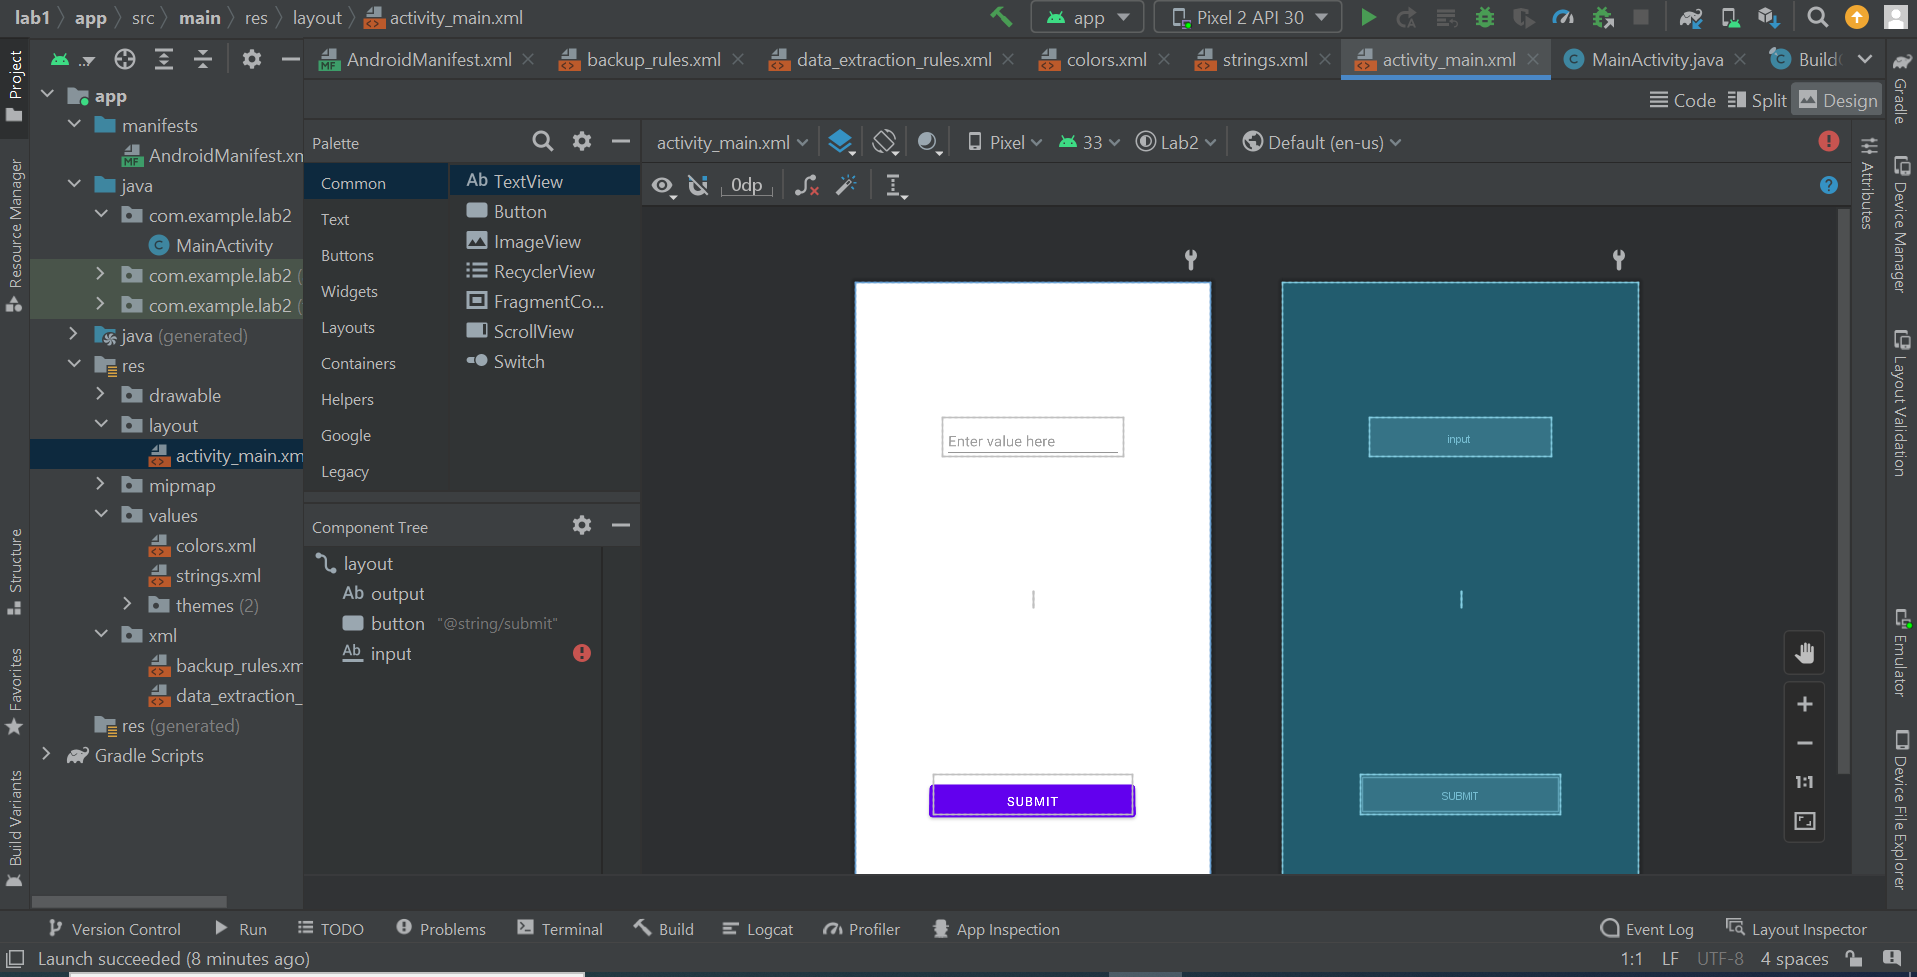 lab1 app src main res layout activity_main.xml
app
Pixel 2 API 30
Project
Resource Manager
Structure
Favorites
Build Variants
AndroidManifest.xml
backup_rules.xml
data_extraction_rules.xml
colors.xml
strings.xml
activity_main.xml
MainActivity.java
Build
Code
Split
Design
app
manifests
AndroidManifest.xm
java
com.example.lab2
MainActivity
com.example.lab2 (
com.example.lab2 (
java (generated)
res
drawable
layout
activity_main.xm
mipmap
values
colors.xml
strings.xml
themes (2)
xml
backup_rules.xm
data_extraction_
res (generated)
Gradle Scripts
Palette
Common
Text
Buttons
Widgets
Layouts
Containers
Helpers
Google
Legacy
Ab TextView
Button
ImageView
RecyclerView
FragmentCo...
ScrollView
Switch
Component Tree
layout
Ab output
button "@string/submit"
Ab input
activity_main.xml
Pixel
33
Lab2
Default (en-us)
0dp
Enter value here
SUBMIT
input
SUBMIT
1:1
Attributes
Gradle
Device Manager
Layout Validation
Emulator
Device File Explorer
Version Control
Run
TODO
Problems
Terminal
Build
Logcat
Profiler
App Inspection
Event Log
Layout Inspector
Launch succeeded (8 minutes ago)
1:1 LF UTF-8 4 spaces